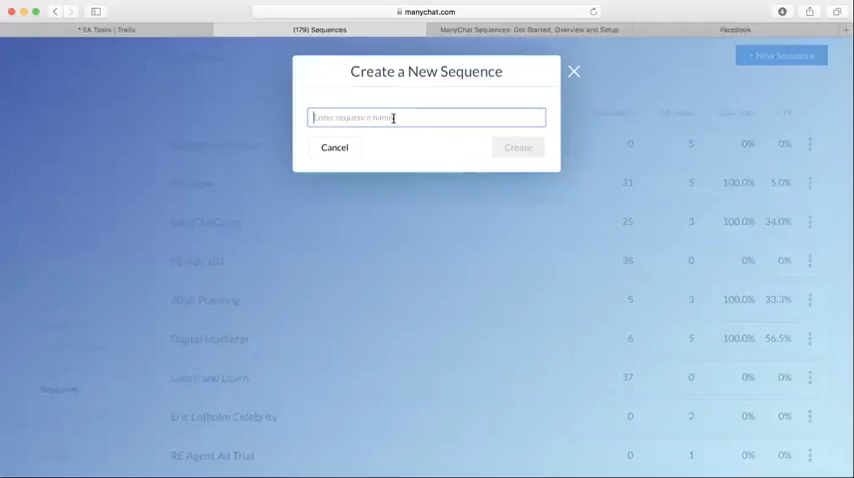 manychat.com
* EA Tasks | Trello
(179) Sequences
ManyChat Sequences: Get Started, Overview and Setup
Facebook
+ New Sequence
Create a New Sequence
Enter sequence name
Cancel
Create
CTR
0 5 0% 0%
31 5 100.0% 5.0%
SendOutCards 25 3 100.0% 34.0%
38 0 0% 0%
5 3 100.0% 33.3%
Digital Marketer 6 5 100.0% 56.5%
Lunch and Learn 37 0 0% 0%
Sequences
Eric Lofholm Celebrity 0 2 0% 0%
RE Agent Ad Trial 0 1 0% 0%